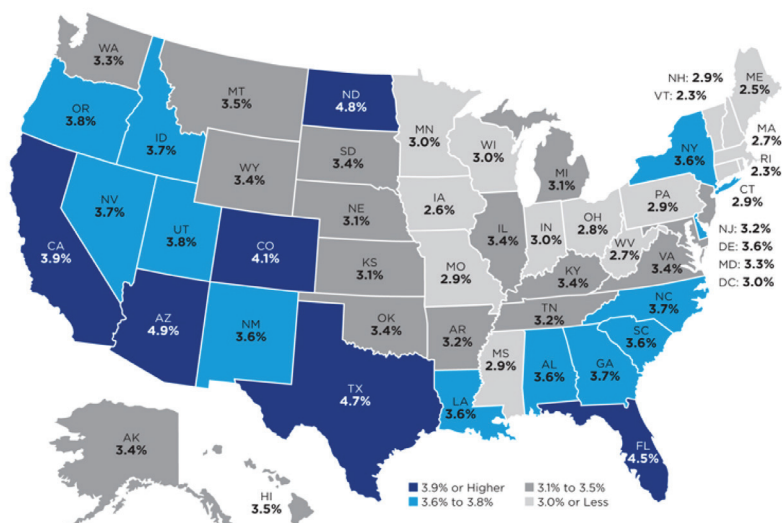 WA
3.3%
MT
3.5%
ND
4.8%
MN
3.0%
WI
3.0%
MI
3.1%
NH: 2.9%
VT: 2.3%
ME
2.5%
MA
2.7%
RI
2.3%
CT
2.9%
NJ: 3.2%
DE: 3.6%
MD: 3.3%
DC: 3.0%
OR
3.8%
ID
3.7%
WY
3.4%
SD
3.4%
NY
3.6%
NV
3.7%
UT
3.8%
CO
4.1%
NE
3.1%
IA
2.6%
IL
3.4%
IN
3.0%
OH
2.8%
PA
2.9%
CA
3.9%
KS
3.1%
MO
2.9%
KY
3.4%
WV
2.7%
VA
3.4%
AZ
4.9%
NM
3.6%
OK
3.4%
AR
3.2%
TN
3.2%
NC
3.7%
SC
3.6%
TX
4.7%
LA
3.6%
MS
2.9%
AL
3.6%
GA
3.7%
FL
4.5%
AK
3.4%
HI
3.5%
3.9% or Higher
3.6% to 3.8%
3.1% to 3.5%
3.0% or Less